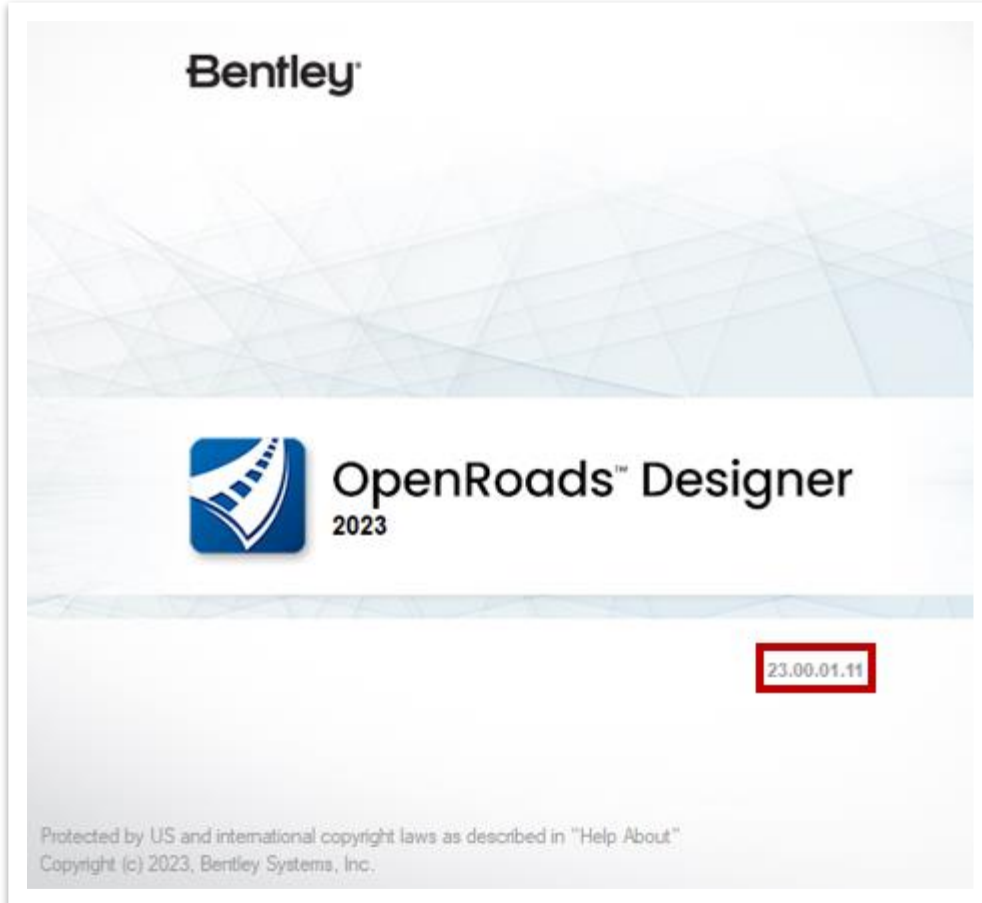 Bentley®
OpenRoads™ Designer
2023
23.00.01.11
Protected by US and international copyright laws as described in "Help About"
Copyright (c) 2023, Bentley Systems, Inc.